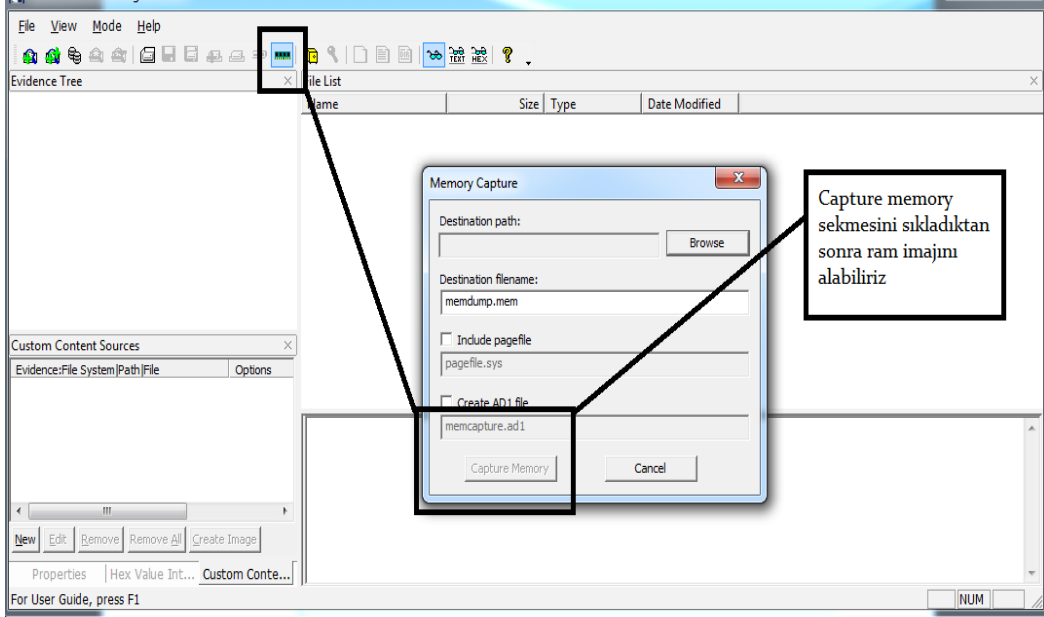 File View Mode Help
TEXT HEX
Evidence Tree
File List
Name Size Type Date Modified
Memory Capture
Destination path:
Browse
Destination filename:
memdump.mem
Include pagefile
pagefile.sys
Create AD1 file
memcapture.ad1
Capture Memory Cancel
Capture memory
sekmesini sıkladıktan
sonra ram imajını
alabiliriz
Custom Content Sources
Evidence:File System|Path|File Options
New Edit Remove Remove All Create Image
Properties Hex Value Int... Custom Conte...
For User Guide, press F1
NUM